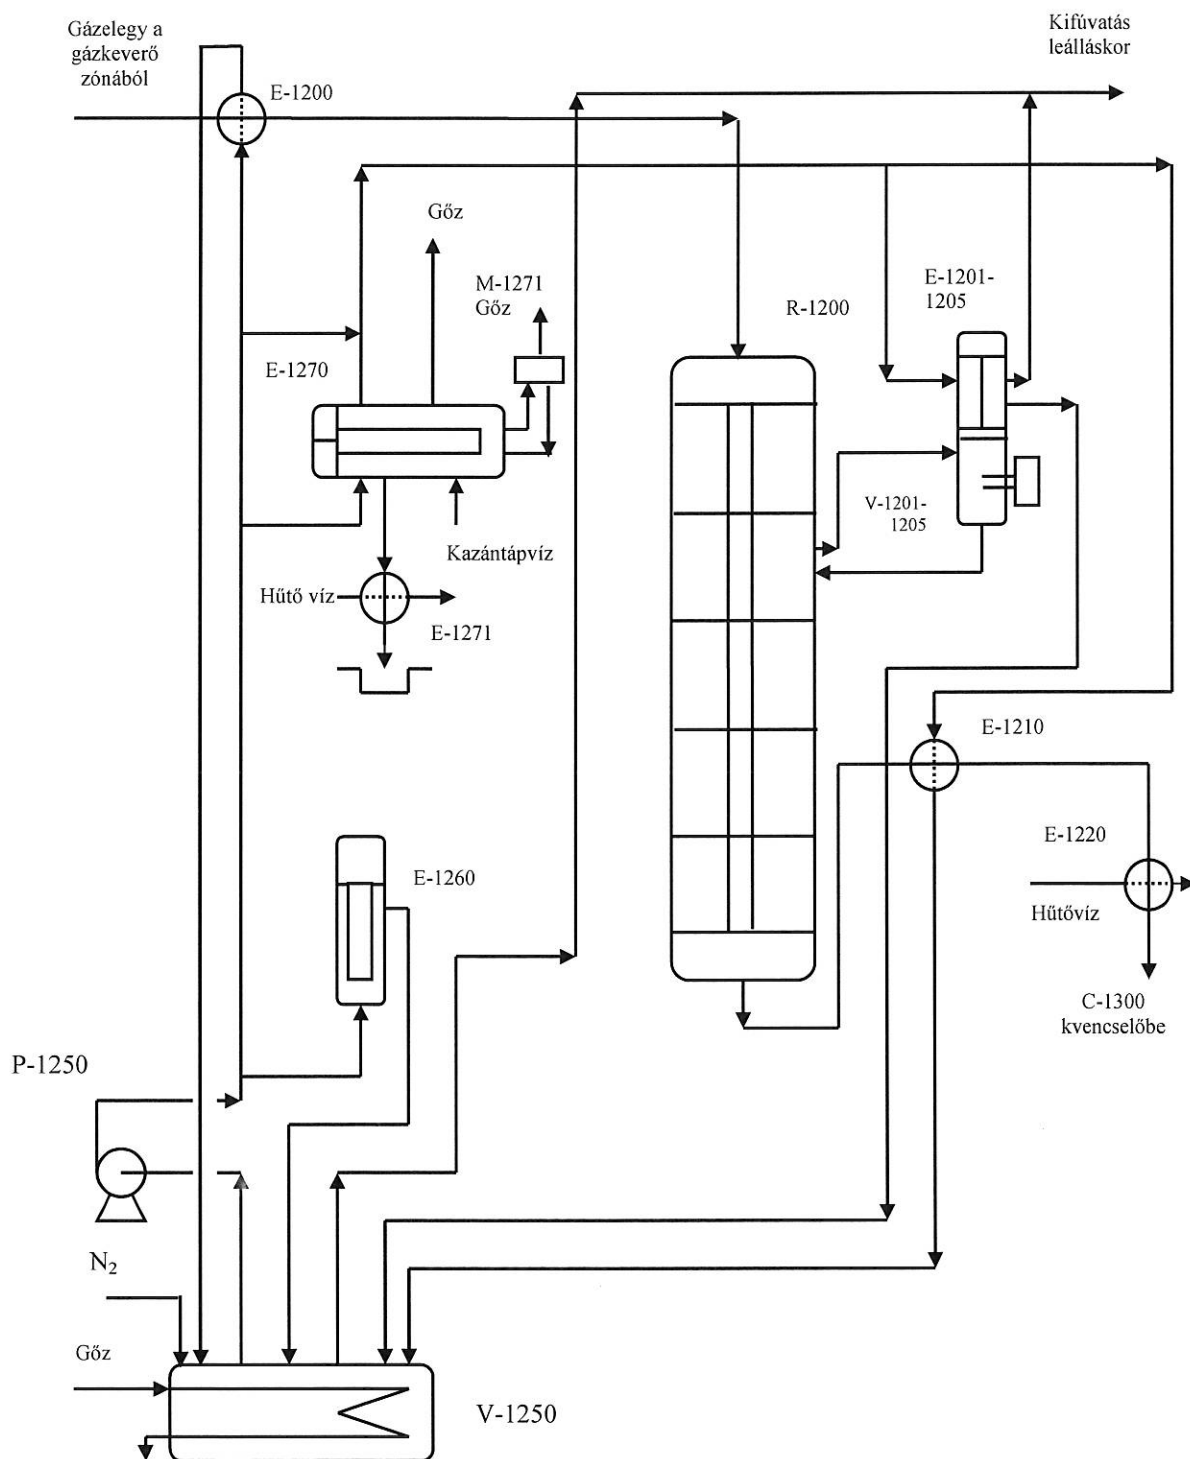 Gázelegy a
gázkeverő
zónából
Kifúvatás
leálláskor
E-1200
Gőz
M-1271
Gőz
R-1200
E-1201-
1205
E-1270
V-1201-
1205
Kazántápvíz
Hűtő víz
E-1271
E-1210
E-1220
Hűtővíz
E-1260
C-1300
kvencselőbe
P-1250
N₂
Gőz
V-1250